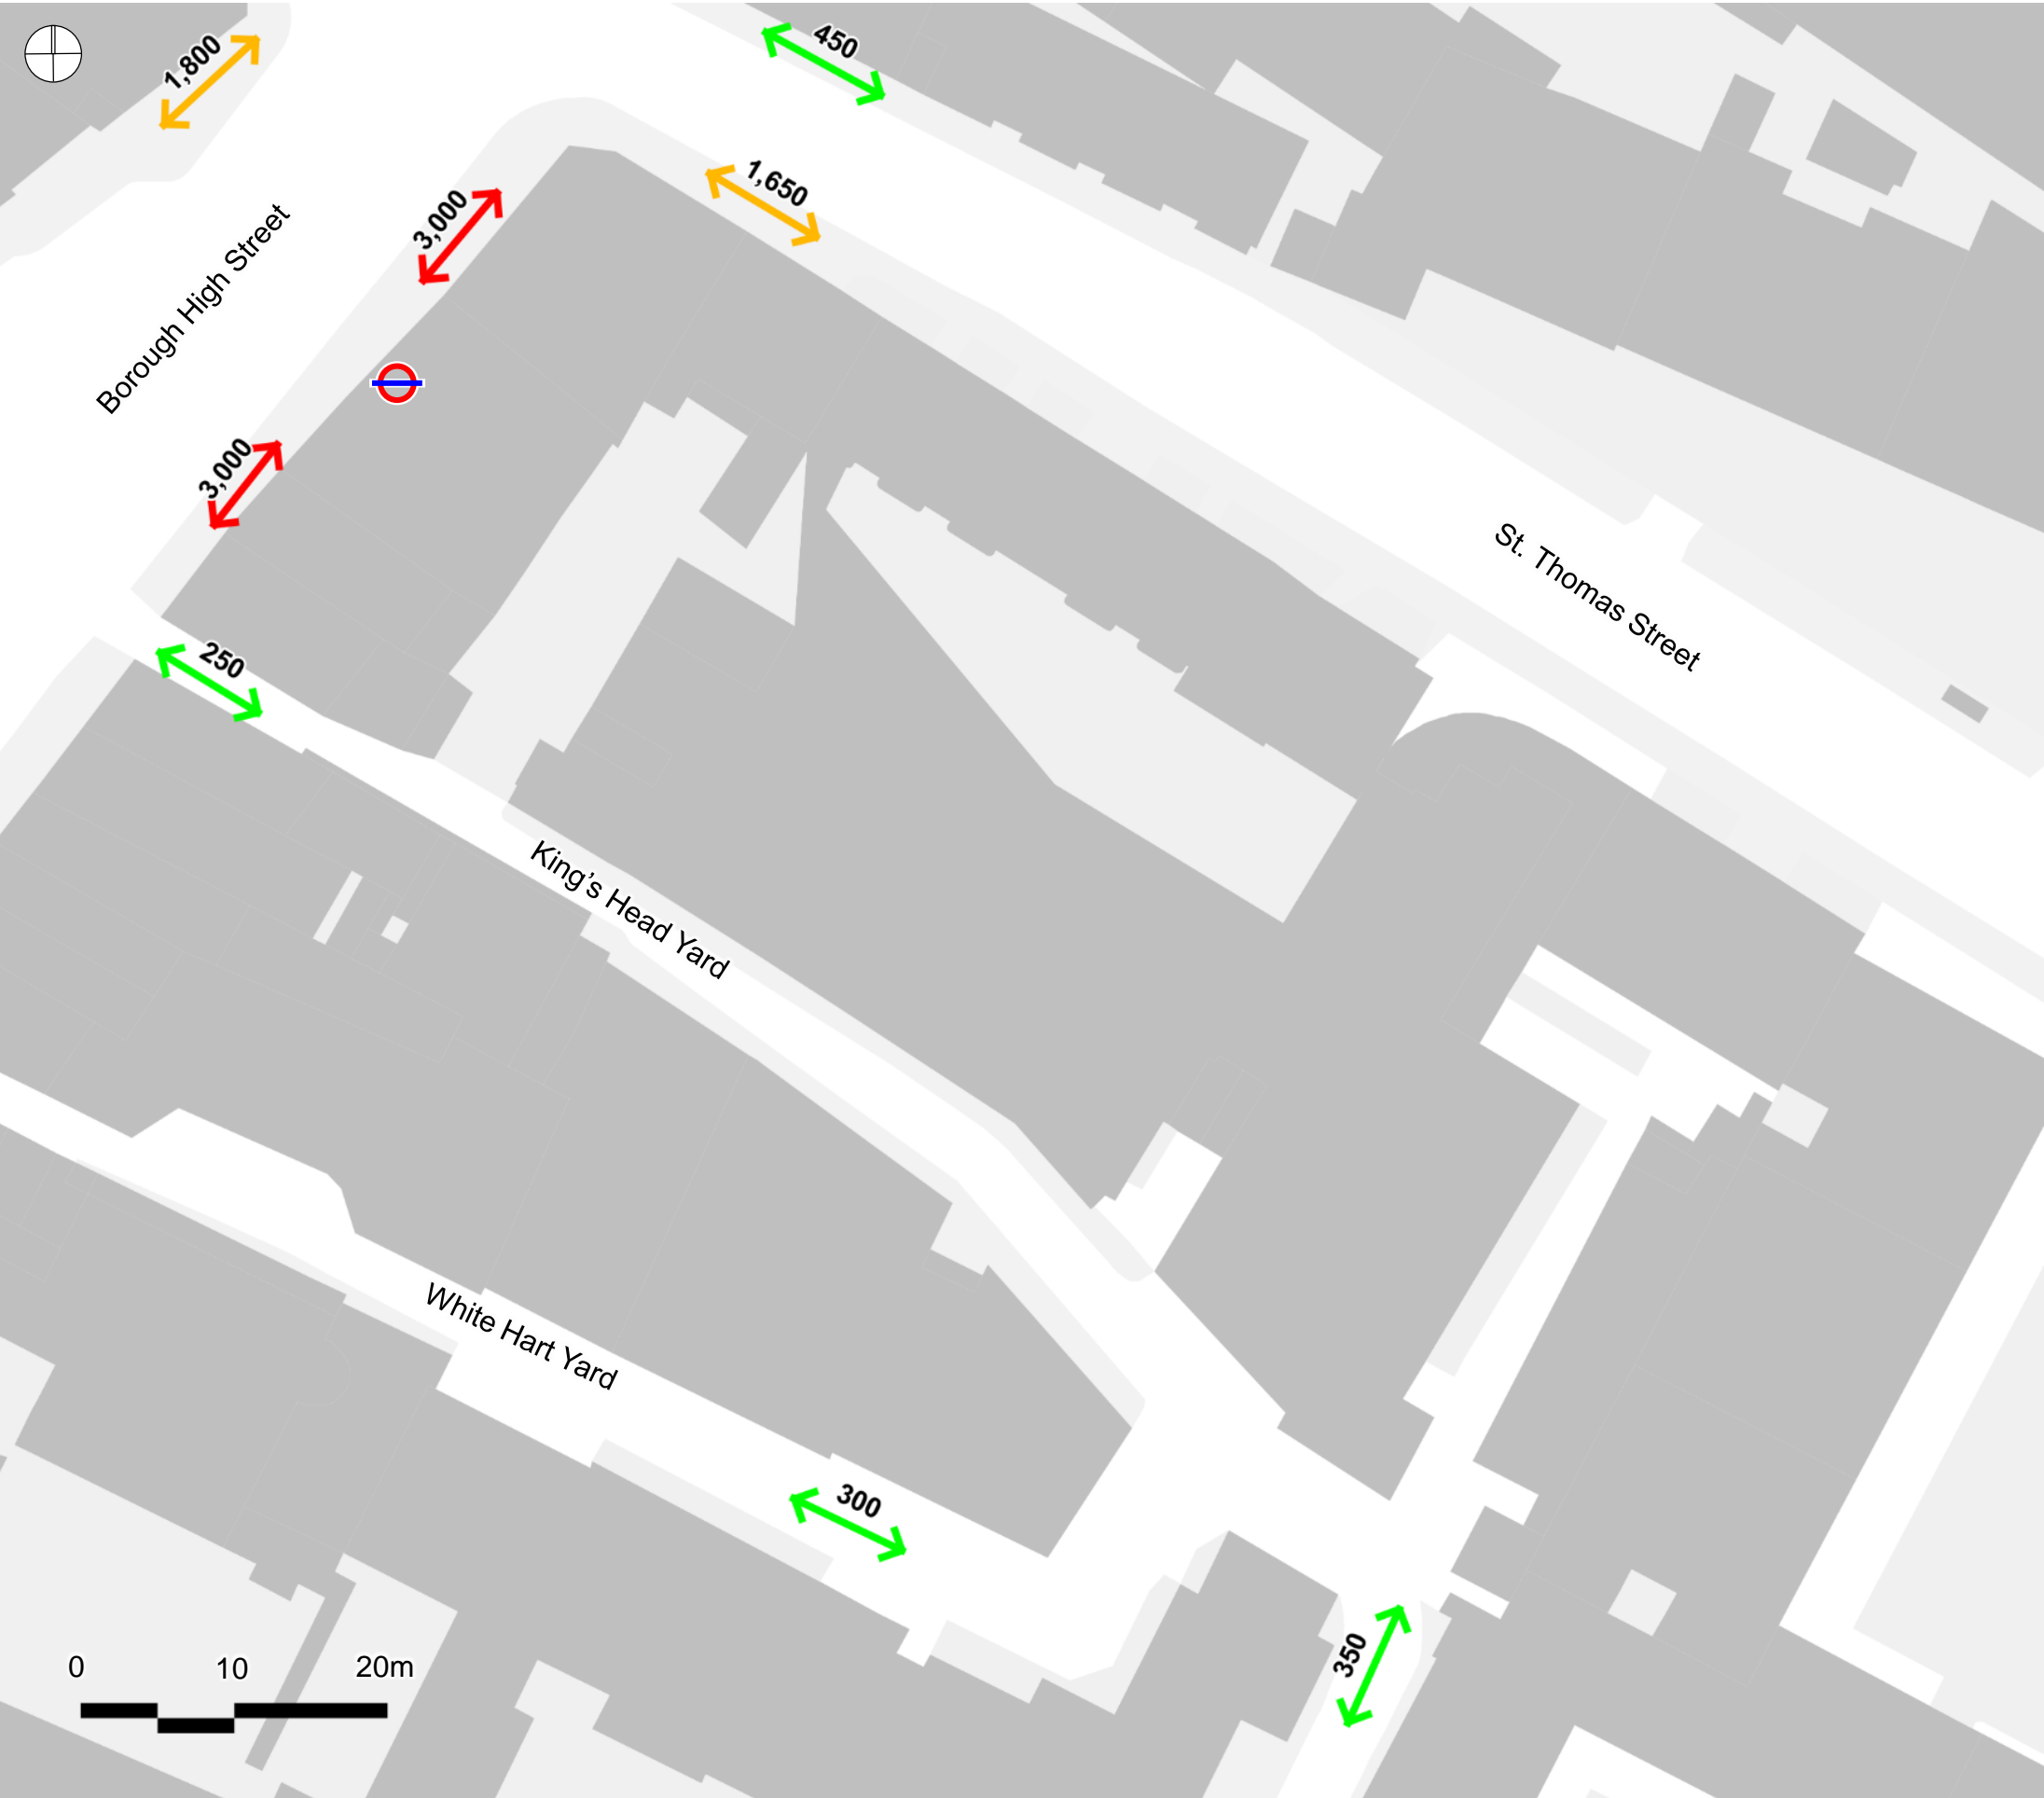 1,800
450
1,650
3,000
Borough High Street
3,000
St. Thomas Street
250
King’s Head Yard
White Hart Yard
300
350
0 10 20m